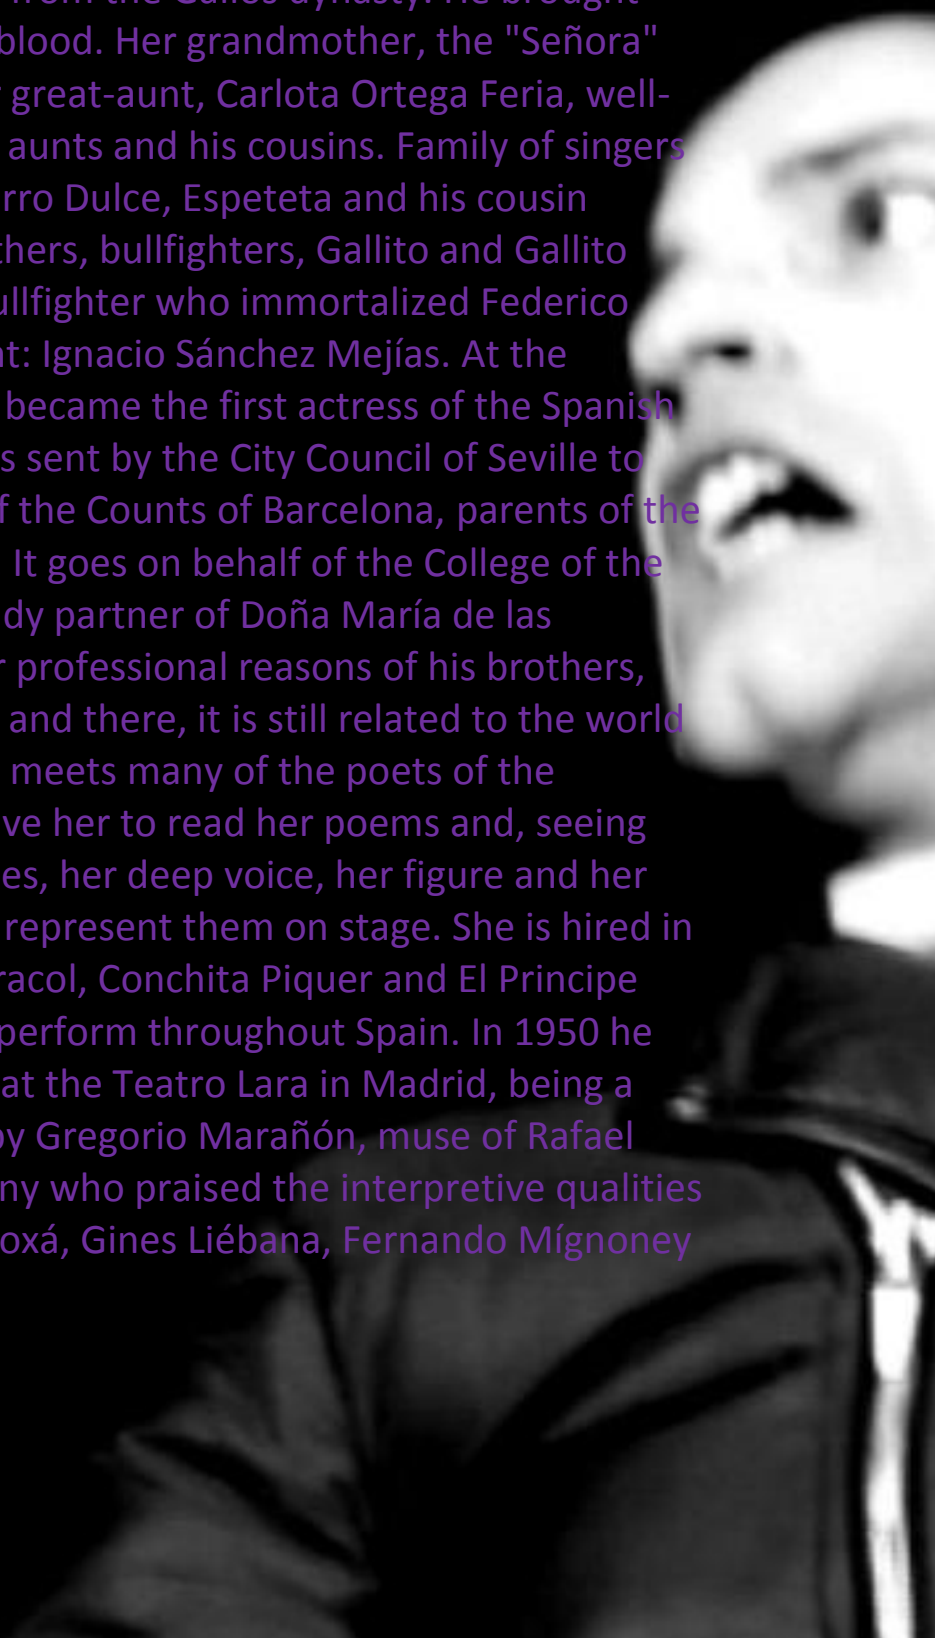 from the Gallos dynasty. He brought
blood. Her grandmother, the "Señora"
great-aunt, Carlota Ortega Feria, well-
aunts and his cousins. Family of singers
rro Dulce, Espeteta and his cousin
thers, bullfighters, Gallito and Gallito
ullfighter who immortalized Federico
nt: Ignacio Sánchez Mejías. At the
became the first actress of the Spanish
s sent by the City Council of Seville to
f the Counts of Barcelona, parents of the
It goes on behalf of the College of the
dy partner of Doña María de las
r professional reasons of his brothers,
and there, it is still related to the world
meets many of the poets of the
ve her to read her poems and, seeing
es, her deep voice, her figure and her
represent them on stage. She is hired in
racol, Conchita Piquer and El Principe
perform throughout Spain. In 1950 he
at the Teatro Lara in Madrid, being a
by Gregorio Marañón, muse of Rafael
ny who praised the interpretive qualities
oxá, Gines Liébana, Fernando Mígnoney